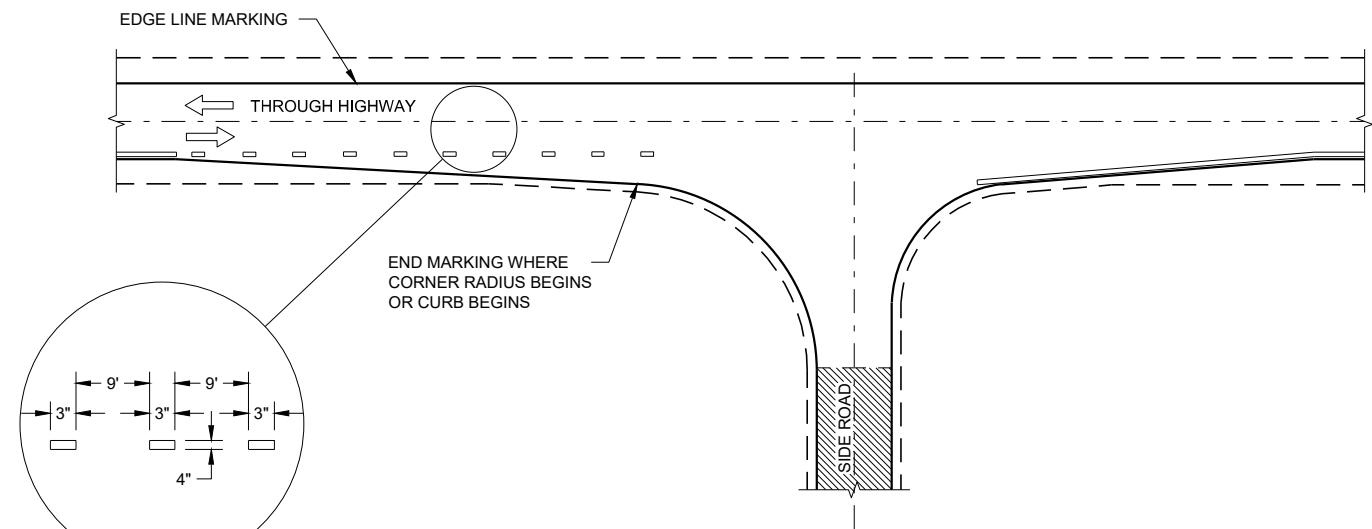 EDGE LINE MARKING
THROUGH HIGHWAY
END MARKING WHERE
CORNER RADIUS BEGINS
OR CURB BEGINS
9' 9'
3" 3" 3"
4"
SIDE ROAD